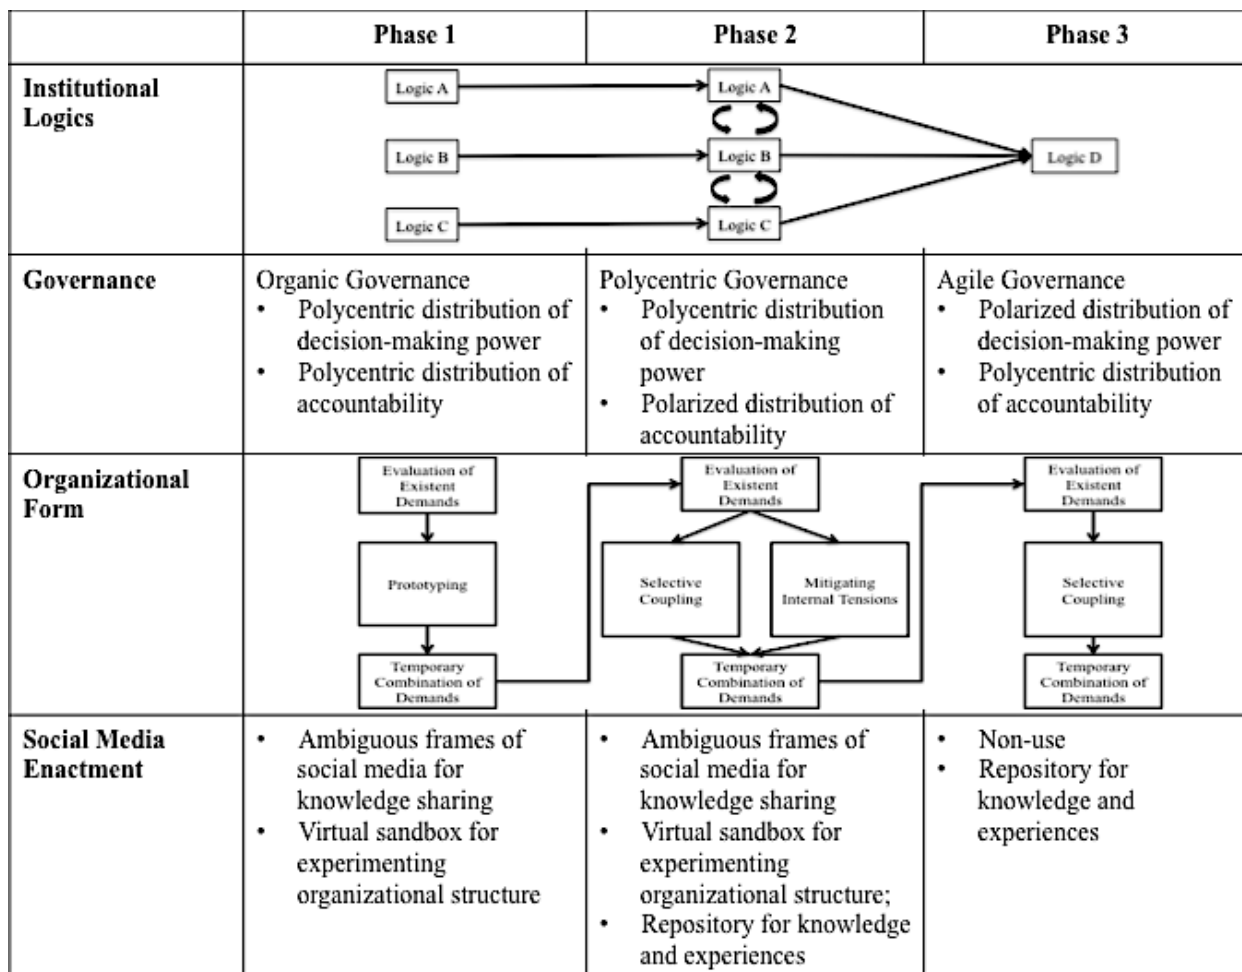 Phase 1
Phase 2
Phase 3
Institutional
Logics
Logic A
Logic A
Logic B
Logic B
Logic D
Logic C
Logic C
Governance
Organic Governance
• Polycentric distribution of
decision-making power
• Polycentric distribution of
accountability
Polycentric Governance
• Polycentric distribution
of decision-making
power
• Polarized distribution of
accountability
Agile Governance
• Polarized distribution of
decision-making power
• Polycentric distribution
of accountability
Organizational
Form
Evaluation of
Existent
Demands
Prototyping
Temporary
Combination of
Demands
Evaluation of
Existent
Demands
Selective
Coupling
Mitigating
Internal Tensions
Temporary
Combination of
Demands
Evaluation of
Existent
Demands
Selective
Coupling
Temporary
Combination of
Demands
Social Media
Enactment
• Ambiguous frames of
social media for
knowledge sharing
• Virtual sandbox for
experimenting
organizational structure
• Ambiguous frames of
social media for
knowledge sharing
• Virtual sandbox for
experimenting
organizational structure;
• Repository for knowledge
and experiences
• Non-use
• Repository for
knowledge and
experiences